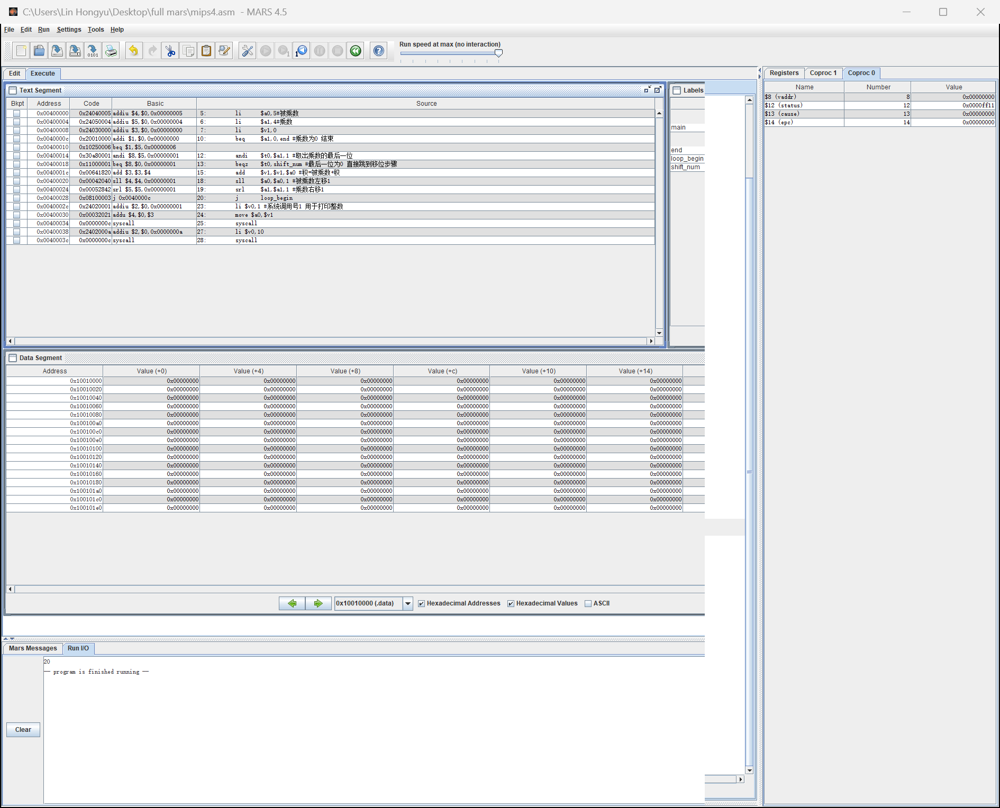 C:\Users\Lin Hongyu\Desktop\full mars\mips4.asm - MARS 4.5
File Edit Run Settings Tools Help
Run speed at max (no interaction)
Edit Execute
Registers Coproc 1 Coproc 0
Text Segment
Labels
Name Number Value
$8 (vaddr) 8 0x00000000
$12 (status) 12 0x0000ff11
$13 (cause) 13 0x00000000
$14 (epc) 14 0x00000000
Bkpt Address Code Basic Source
0x00400000 0x24040005 addiu $4,$0,0x00000005 5: li $a0,5#被乘数
0x00400004 0x24050004 addiu $5,$0,0x00000004 6: li $a1,4#乘数
0x00400008 0x24030000 addiu $3,$0,0x00000000 7: li $v1,0
0x0040000c 0x20010000 addi $1,$0,0x00000000 10: beq $a1,0,end #乘数为0 结束
0x00400010 0x10250006 beq $1,$5,0x00000006
0x00400014 0x30a80001 andi $8,$5,0x00000001 12: andi $t0,$a1,1 #取出乘数的最后一位
0x00400018 0x11000001 beq $8,$0,0x00000001 13: beqz $t0,shift_num #最后一位为0 直接跳到移位步骤
0x0040001c 0x00641820 add $3,$3,$4 15: add $v1,$v1,$a0 #积=被乘数+积
0x00400020 0x00042040 sll $4,$4,0x00000001 18: sll $a0,$a0,1 #被乘数左移1
0x00400024 0x00052842 srl $5,$5,0x00000001 19: srl $a1,$a1,1 #乘数右移1
0x00400028 0x08100003 j 0x0040000c 20: j loop_begin
0x0040002c 0x24020001 addiu $2,$0,0x00000001 23: li $v0,1 #系统调用号1 用于打印整数
0x00400030 0x00032021 addu $4,$0,$3 24: move $a0,$v1
0x00400034 0x0000000c syscall 25: syscall
0x00400038 0x2402000a addiu $2,$0,0x0000000a 27: li $v0,10
0x0040003c 0x0000000c syscall 28: syscall
main
end
loop_begin
shift_num
Data Segment
Address Value (+0) Value (+4) Value (+8) Value (+c) Value (+10) Value (+14)
0x10010000 0x00000000 0x00000000 0x00000000 0x00000000 0x00000000 0x00000000
0x10010020 0x00000000 0x00000000 0x00000000 0x00000000 0x00000000 0x00000000
0x10010040 0x00000000 0x00000000 0x00000000 0x00000000 0x00000000 0x00000000
0x10010060 0x00000000 0x00000000 0x00000000 0x00000000 0x00000000 0x00000000
0x10010080 0x00000000 0x00000000 0x00000000 0x00000000 0x00000000 0x00000000
0x100100a0 0x00000000 0x00000000 0x00000000 0x00000000 0x00000000 0x00000000
0x100100c0 0x00000000 0x00000000 0x00000000 0x00000000 0x00000000 0x00000000
0x100100e0 0x00000000 0x00000000 0x00000000 0x00000000 0x00000000 0x00000000
0x10010100 0x00000000 0x00000000 0x00000000 0x00000000 0x00000000 0x00000000
0x10010120 0x00000000 0x00000000 0x00000000 0x00000000 0x00000000 0x00000000
0x10010140 0x00000000 0x00000000 0x00000000 0x00000000 0x00000000 0x00000000
0x10010160 0x00000000 0x00000000 0x00000000 0x00000000 0x00000000 0x00000000
0x10010180 0x00000000 0x00000000 0x00000000 0x00000000 0x00000000 0x00000000
0x100101a0 0x00000000 0x00000000 0x00000000 0x00000000 0x00000000 0x00000000
0x100101c0 0x00000000 0x00000000 0x00000000 0x00000000 0x00000000 0x00000000
0x100101e0 0x00000000 0x00000000 0x00000000 0x00000000 0x00000000 0x00000000
0x10010000 (.data) Hexadecimal Addresses Hexadecimal Values ASCII
Mars Messages Run I/O
20
— program is finished running —
Clear